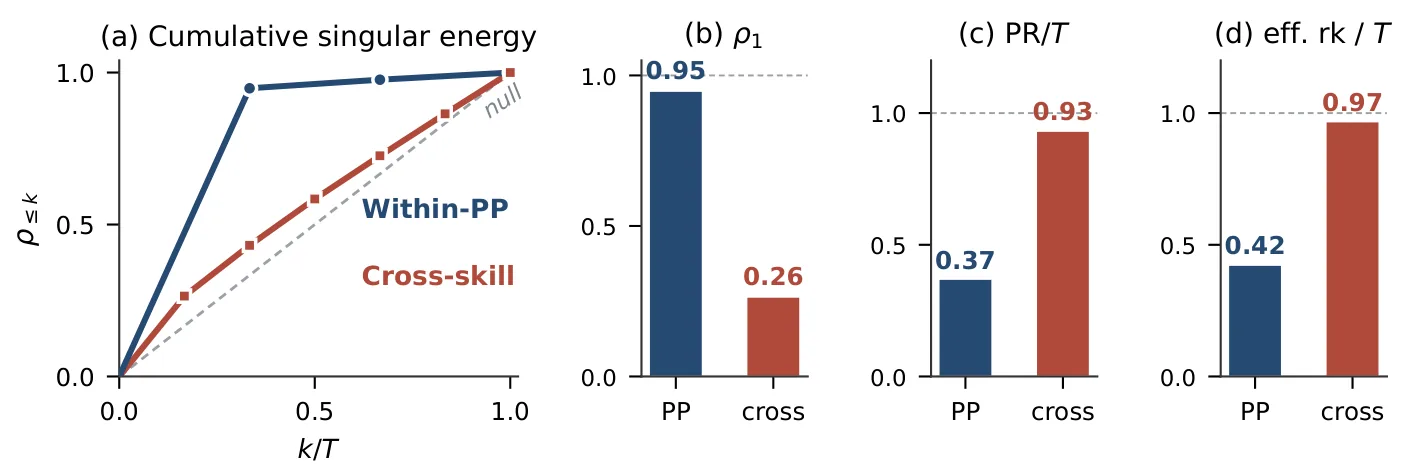 (a) Cumulative singular energy
1.0
0.5
0.0
ρ≤k
null
Within-PP
Cross-skill
0.0
0.5
1.0
k/T
(b) ρ1
1.0
0.5
0.0
0.95
0.26
PP
cross
(c) PR/T
1.0
0.5
0.0
0.37
0.93
PP
cross
(d) eff. rk / T
1.0
0.5
0.0
0.42
0.97
PP
cross